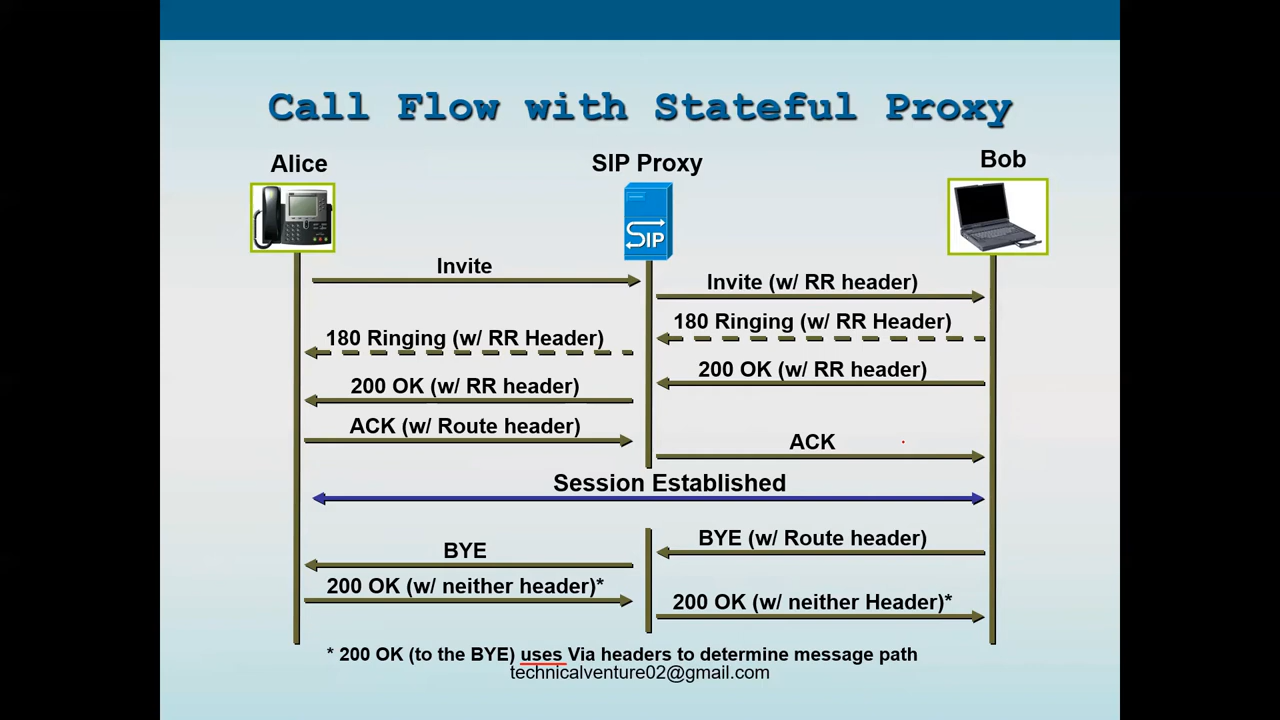 Call Flow with Stateful Proxy
Alice
SIP Proxy
Bob
SIP
Invite
Invite (w/ RR header)
180 Ringing (w/ RR Header)
180 Ringing (w/ RR Header)
200 OK (w/ RR header)
200 OK (w/ RR header)
ACK (w/ Route header)
ACK
Session Established
BYE (w/ Route header)
BYE
200 OK (w/ neither header)*
200 OK (w/ neither Header)*
* 200 OK (to the BYE) uses Via headers to determine message path
technicalventure02@gmail.com